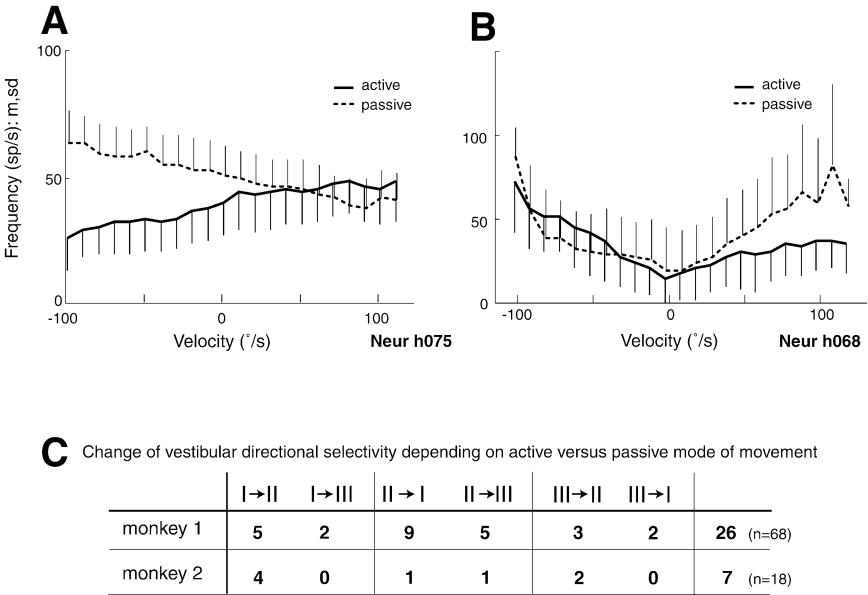 A
B
Frequency (sp/s): m,sd
100
50
0
active
passive
-100
0
100
Velocity (˚/s)
Neur h075
100
50
0
active
passive
-100
0
100
Velocity (˚/s)
Neur h068
C Change of vestibular directional selectivity depending on active versus passive mode of movement
I→II I→III II→I II→III III→II III→I
monkey 1 5 2 9 5 3 2 26 (n=68)
monkey 2 4 0 1 1 2 0 7 (n=18)